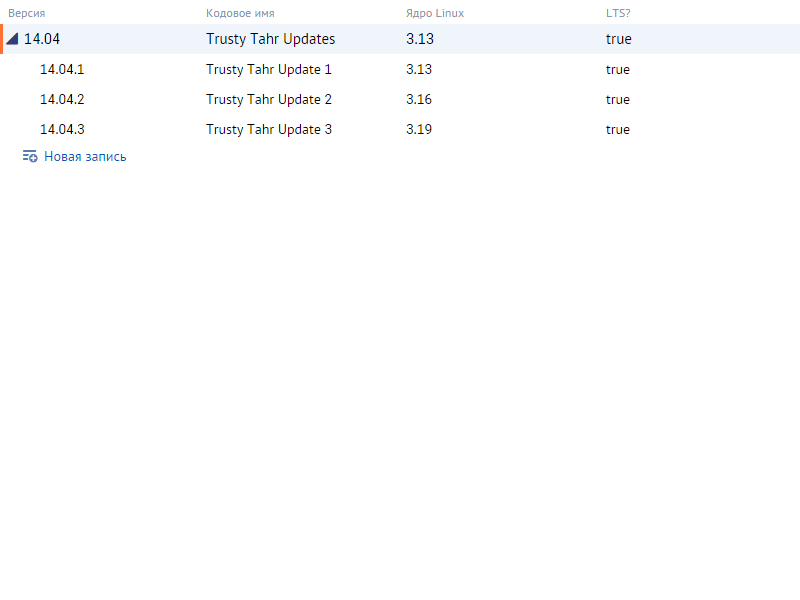 Версия Кодовое имя Ядро Linux LTS?
14.04 Trusty Tahr Updates 3.13 true
14.04.1 Trusty Tahr Update 1 3.13 true
14.04.2 Trusty Tahr Update 2 3.16 true
14.04.3 Trusty Tahr Update 3 3.19 true
Новая запись